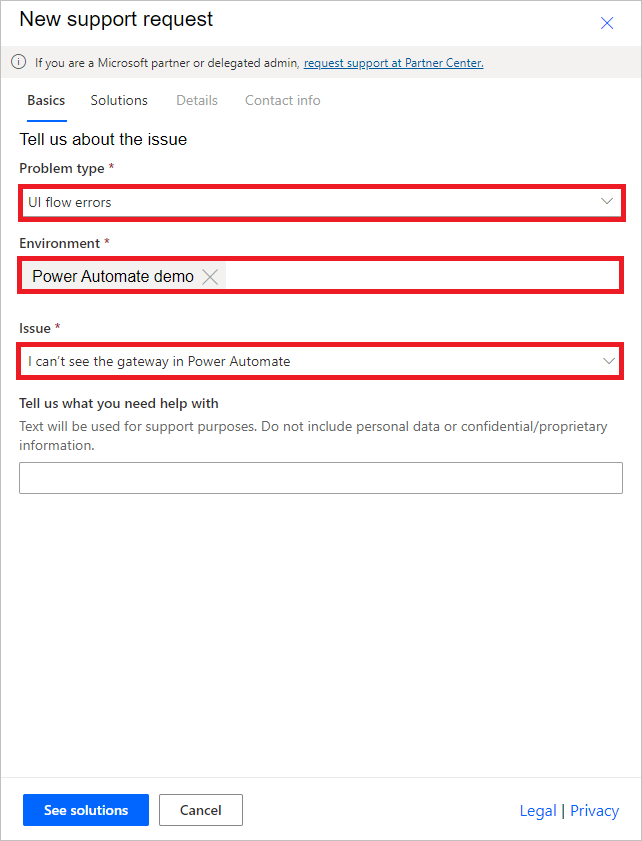 New support request
If you are a Microsoft partner or delegated admin, request support at Partner Center.
Basics Solutions Details Contact info
Tell us about the issue
Problem type *
UI flow errors
Environment *
Power Automate demo
Issue *
I can't see the gateway in Power Automate
Tell us what you need help with
Text will be used for support purposes. Do not include personal data or confidential/proprietary
information.
See solutions Cancel Legal | Privacy